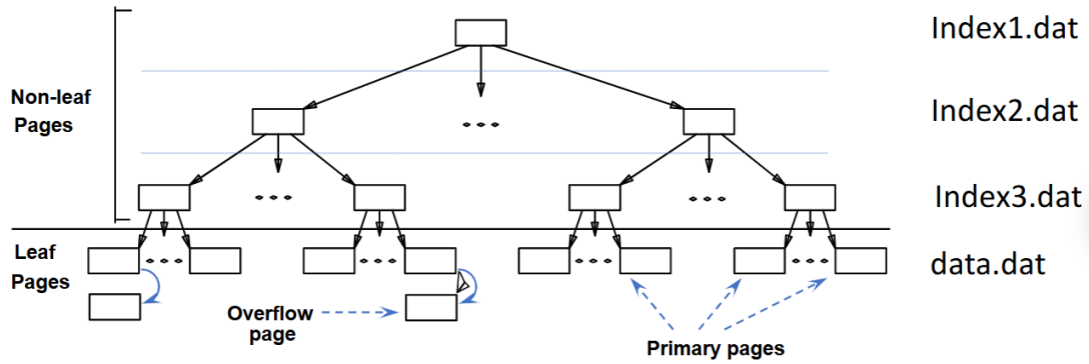 Index1.dat
Non-leaf
Pages
Index2.dat
Index3.dat
Leaf
Pages
data.dat
Overflow
page
Primary pages